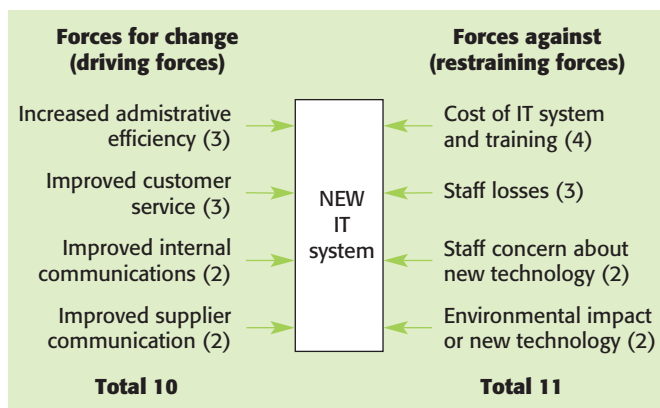 Forces for change
(driving forces)
Increased admistrative
efficiency (3)
Improved customer
service (3)
Improved internal
communications (2)
Improved supplier
communication (2)
Total 10
NEW
IT
system
Forces against
(restraining forces)
Cost of IT system
and training (4)
Staff losses (3)
Staff concern about
new technology (2)
Environmental impact
or new technology (2)
Total 11